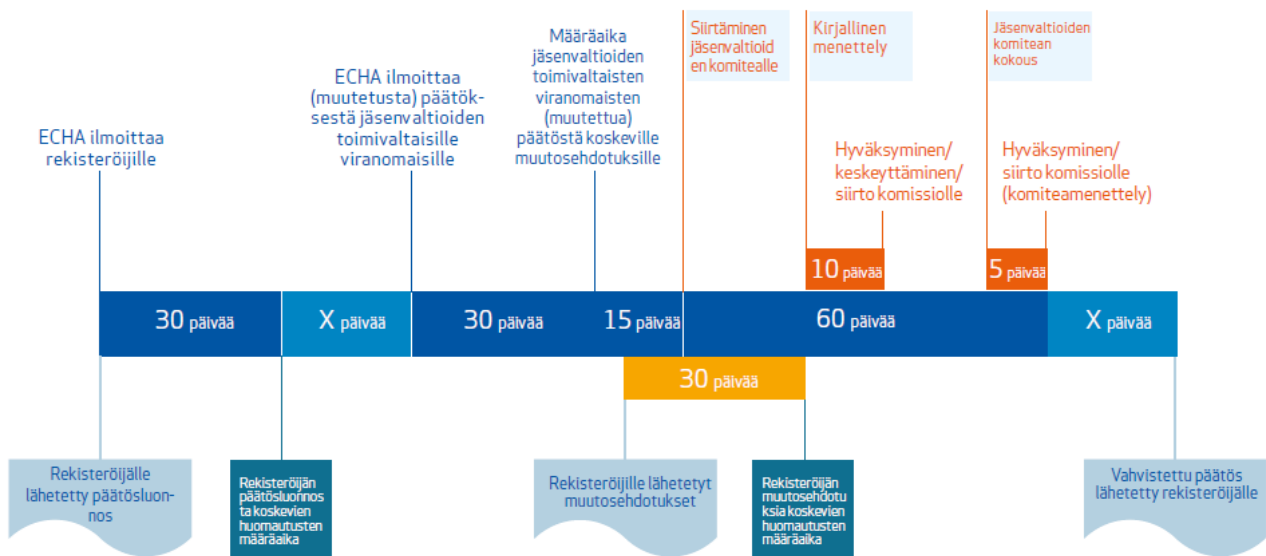 ECHA ilmoittaa
rekisteröijille
ECHA ilmoittaa
(muutetusta) päätök-
sestä jäsenvaltioiden
toimivaltaisille
viranomaisille
Määräaika
jäsenvaltioiden
toimivaltaisten
viranomaisten
(muutettua)
päätöstä koskeville
muutosehdotuksille
Siirtäminen
jäsenvaltioid
en komitealle
Kirjallinen
menettely
Hyväksyminen/
keskeyttäminen/
siirto komissiolle
Jäsenvaltioiden
komitean
kokous
Hyväksyminen/
siirto komissiolle
(komiteamenettely)
10 päivää
5 päivää
30 päivää
X päivää
30 päivää
15 päivää
60 päivää
X päivää
30 päivää
Rekisteröijälle
lähetetty päätösluon-
nos
Rekisteröijän
päätösluonnos
ta koskevien
huomautusten
määräaika
Rekisteröijille lähetetyt
muutosehdotukset
Rekisteröijän
muutosehdotu
ksia koskevien
huomautusten
määräaika
Vahvistettu päätös
lähetetty rekisteröijälle